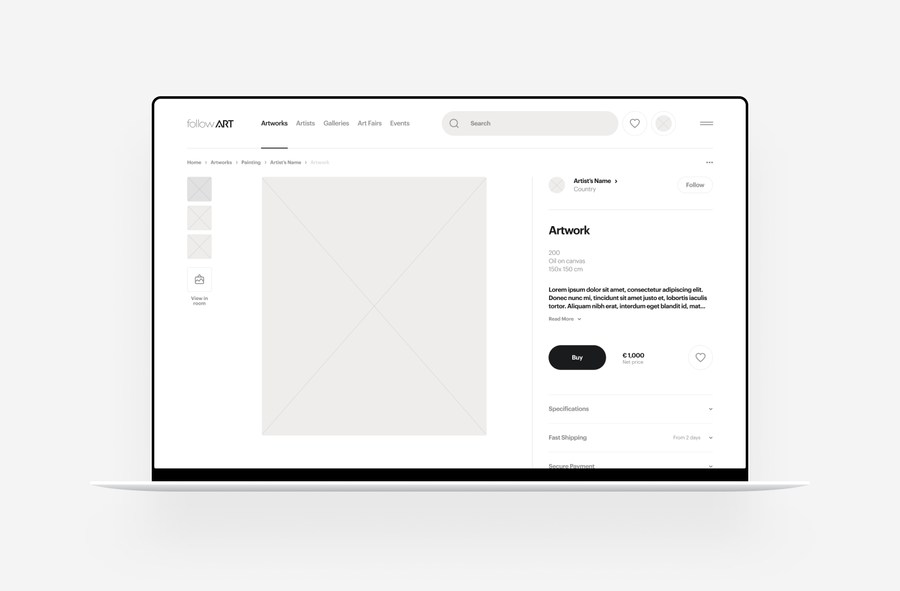 followART
Artworks Artists Galleries Art Fairs Events
Search
Home > Artworks > Painting > Artist's Name > Artwork
Artist's Name >
Country
Follow
View in
room
Artwork
200
Oil on canvas
150x 150 cm
Lorem ipsum dolor sit amet, consectetur adipiscing elit.
Donec nunc mi, tincidunt sit amet justo et, lobortis iaculis
tortor. Aliquam nibh erat, interdum eget blandit id, mat...
Read More
Buy
€ 1,000
Net price
Specifications
Fast Shipping
From 2 days
Secure Payment